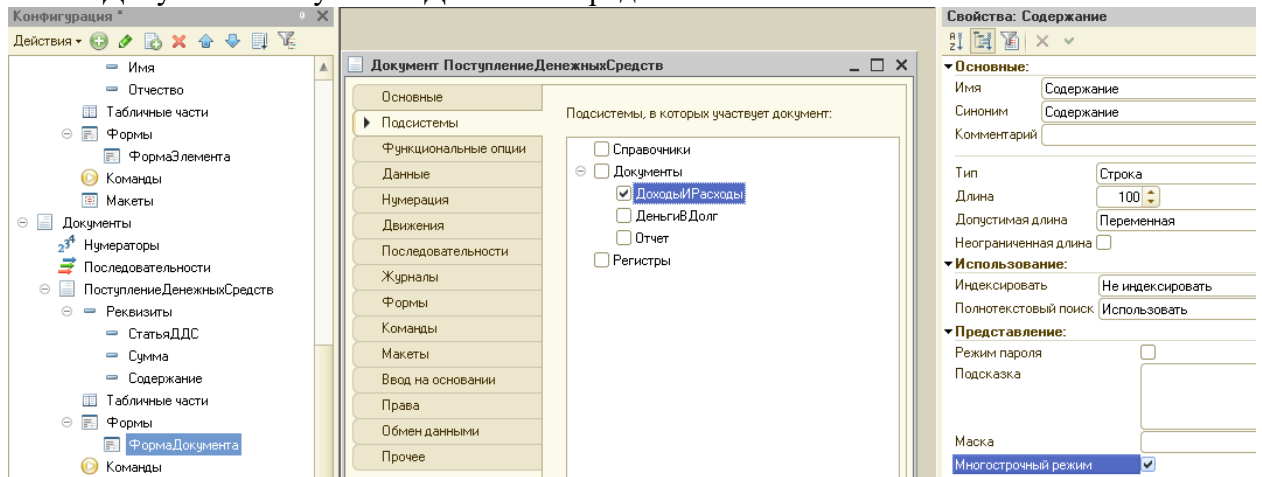 Конфигурация *
Действия
Имя
Отчество
Табличные части
Формы
ФормаЭлемента
Команды
Макеты
Документы
Нумераторы
Последовательности
ПоступлениеДенежныхСредств
Реквизиты
СтатьяДДС
Сумма
Содержание
Табличные части
Формы
ФормаДокумента
Команды
Документ ПоступлениеДенежныхСредств
Основные
Подсистемы
Функциональные опции
Данные
Нумерация
Движения
Последовательности
Журналы
Формы
Команды
Макеты
Ввод на основании
Права
Обмен данными
Прочее
Подсистемы, в которых участвует документ:
Справочники
Документы
ДоходыИРасходы
ДеньгиВДолг
Отчет
Регистры
Свойства: Содержание
Основные:
Имя Содержание
Синоним Содержание
Комментарий
Тип Строка
Длина 100
Допустимая длина Переменная
Неограниченная длина
Использование:
Индексировать Не индексировать
Полнотекстовый поиск Использовать
Представление:
Режим пароля
Подсказка
Маска
Многострочный режим